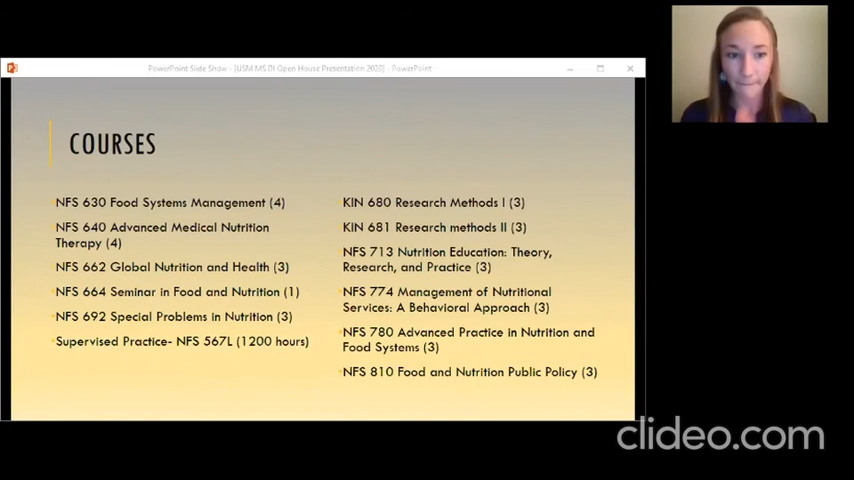 PowerPoint Slide Show - [USM MS DI Open House Presentation 2020] - PowerPoint
COURSES
NFS 630 Food Systems Management (4)
NFS 640 Advanced Medical Nutrition
Therapy (4)
NFS 662 Global Nutrition and Health (3)
NFS 664 Seminar in Food and Nutrition (1)
NFS 692 Special Problems in Nutrition (3)
Supervised Practice- NFS 567L (1200 hours)
KIN 680 Research Methods I (3)
KIN 681 Research methods II (3)
NFS 713 Nutrition Education: Theory,
Research, and Practice (3)
NFS 774 Management of Nutritional
Services: A Behavioral Approach (3)
NFS 780 Advanced Practice in Nutrition and
Food Systems (3)
NFS 810 Food and Nutrition Public Policy (3)
clideo.com